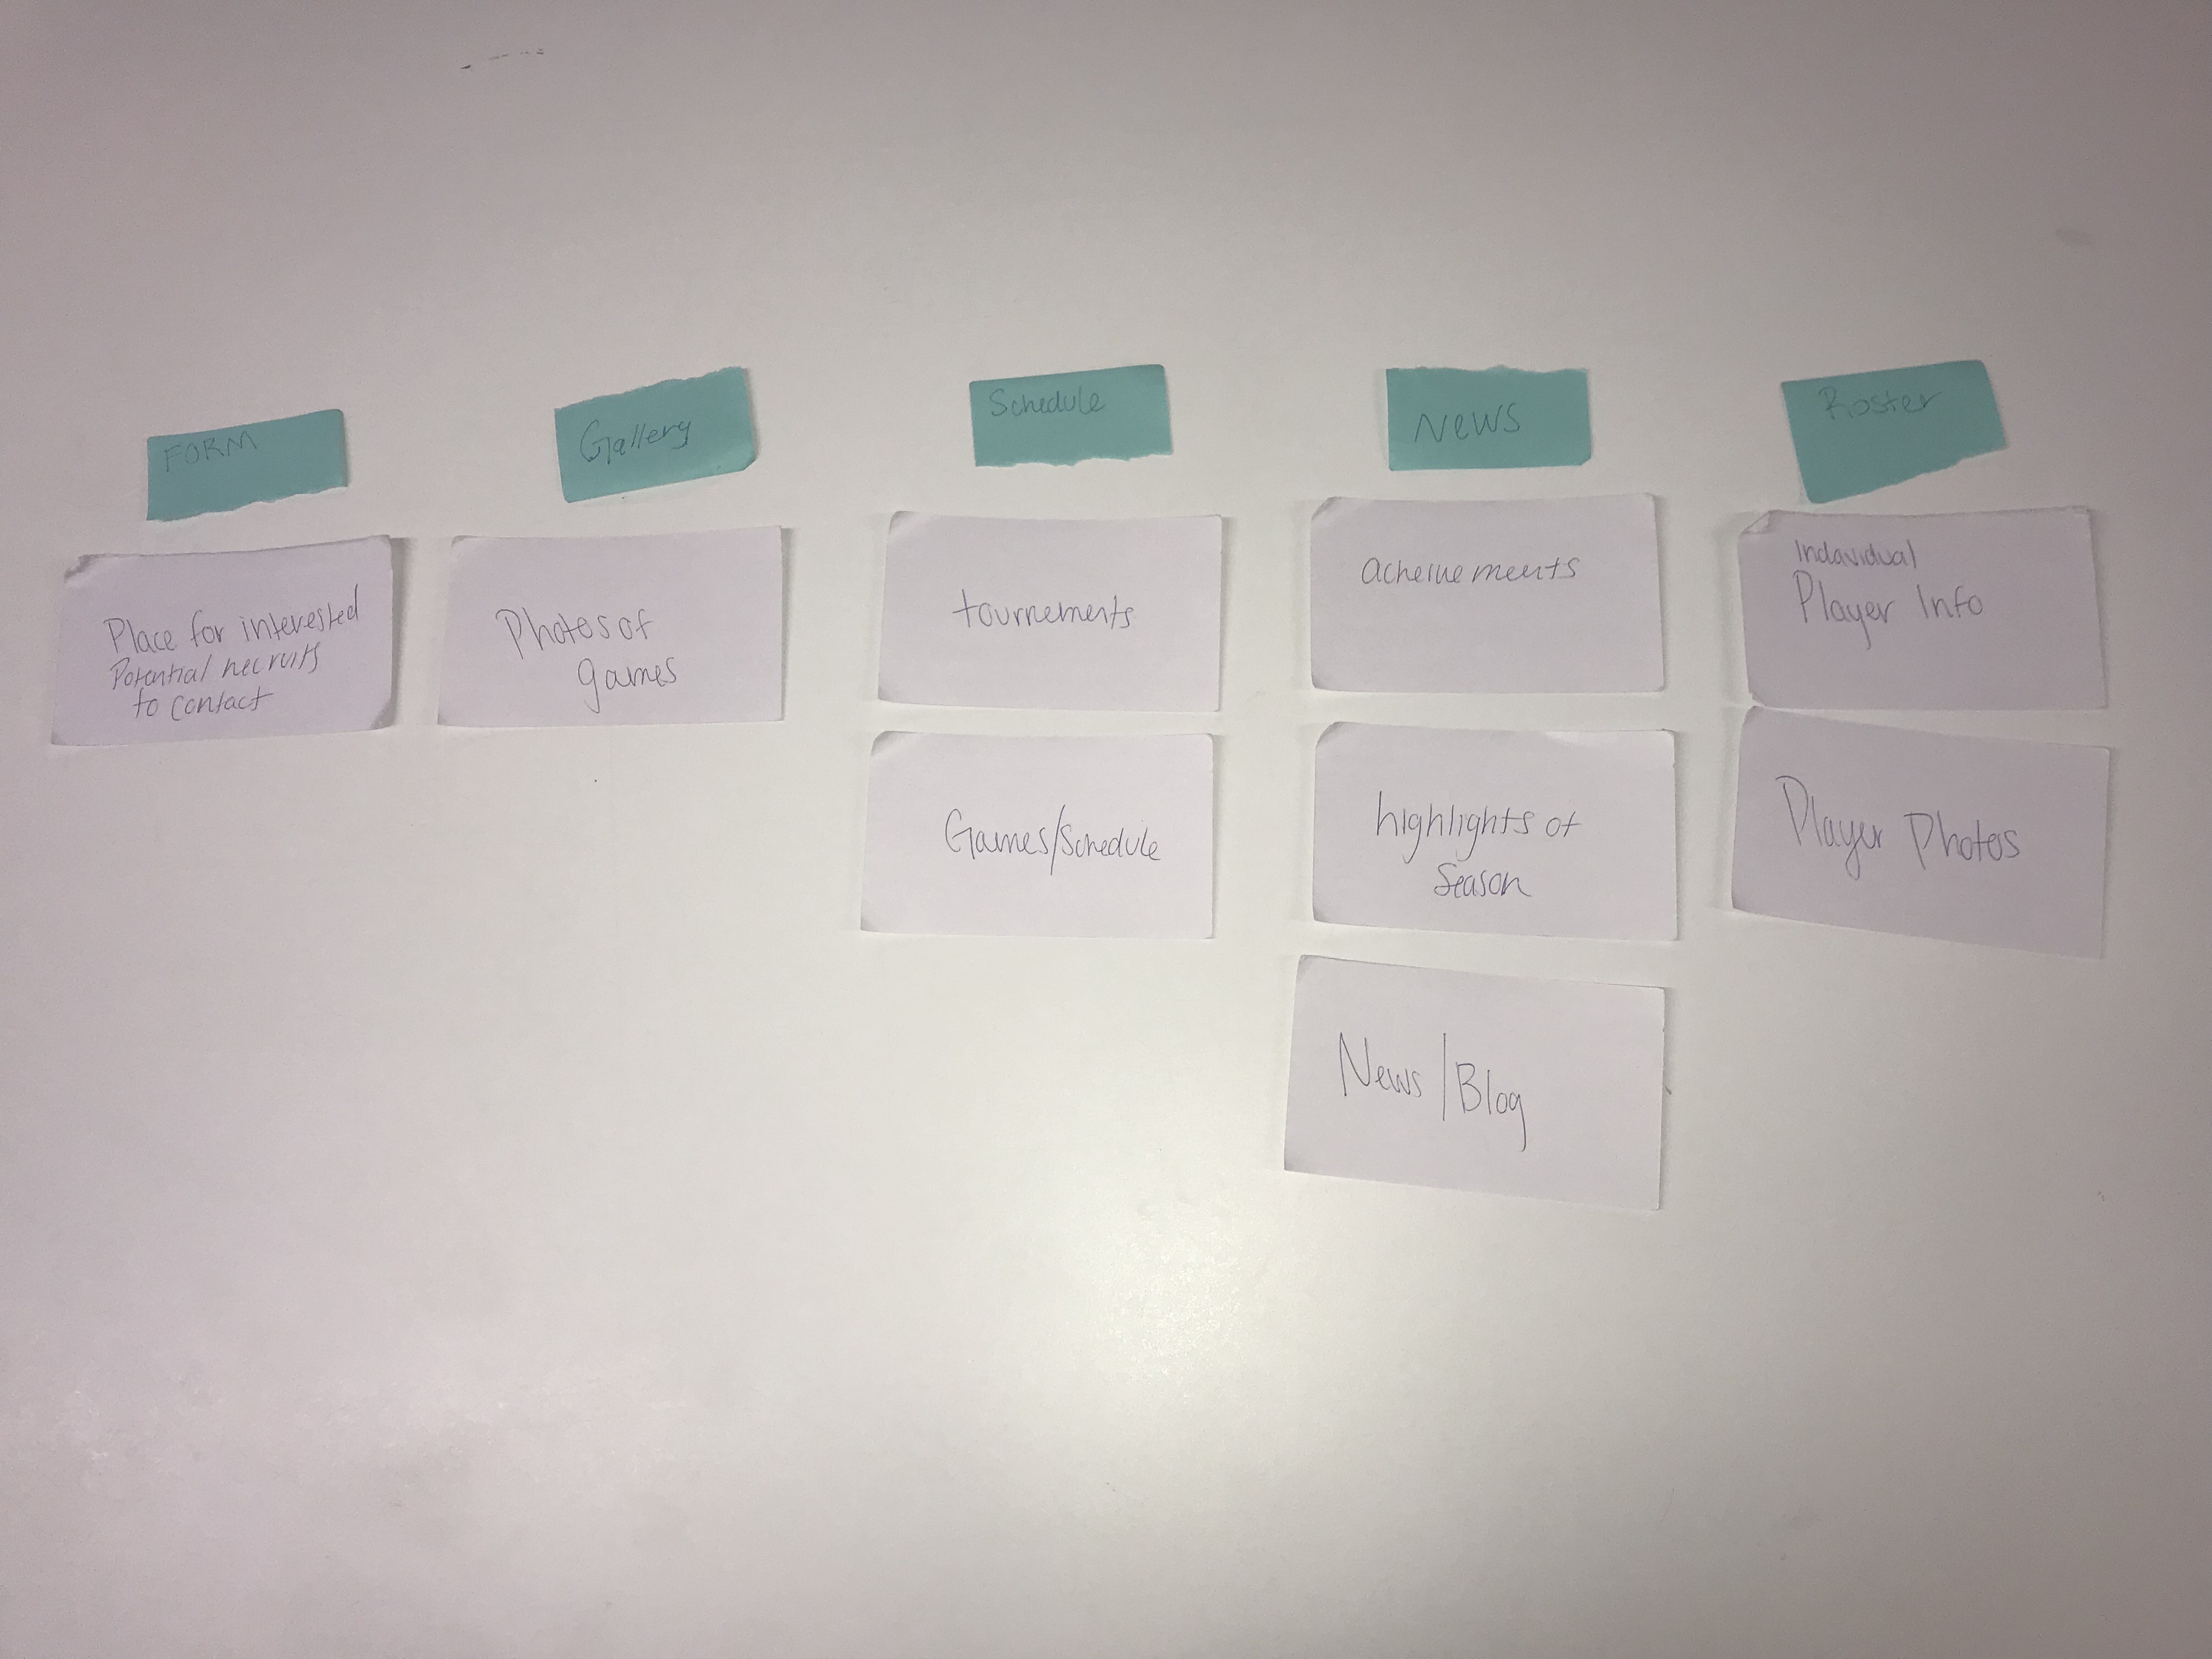 FORM
Place for interested
Potential recruits
to contact
Gallery
Photos of
games
Schedule
tournements
Games/Schedule
News
acheivements
highlights of
Season
News/Blog
Roster
Indavidual
Player Info
Player Photos